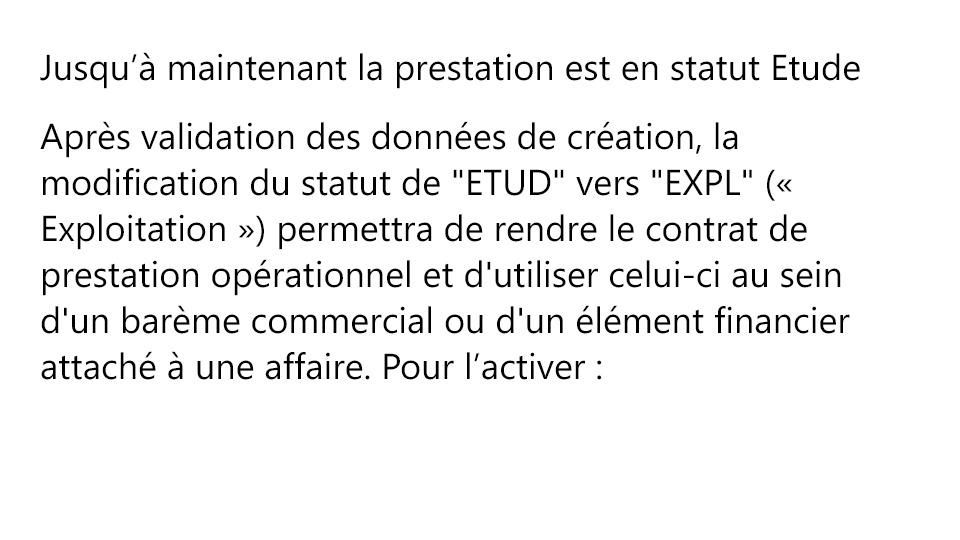 Jusqu’à maintenant la prestation est en statut Etude
Après validation des données de création, la
modification du statut de "ETUD" vers "EXPL" («
Exploitation ») permettra de rendre le contrat de
prestation opérationnel et d'utiliser celui-ci au sein
d'un barème commercial ou d'un élément financier
attaché à une affaire. Pour l’activer :